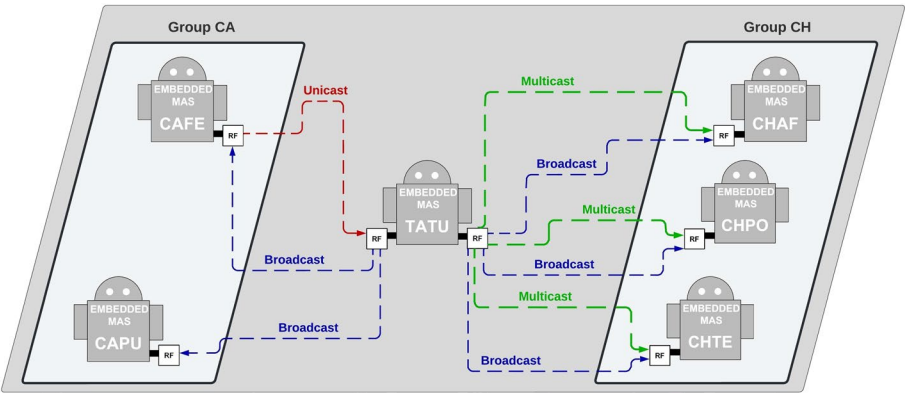 Group CA
Group CH
EMBEDDED
MAS
CAFE
RF
Unicast
Multicast
EMBEDDED
MAS
CHAF
RF
Broadcast
EMBEDDED
MAS
TATU
RF
RF
Multicast
EMBEDDED
MAS
CHPO
RF
Broadcast
Broadcast
Multicast
EMBEDDED
MAS
CAPU
RF
Broadcast
Broadcast
EMBEDDED
MAS
CHTE
RF